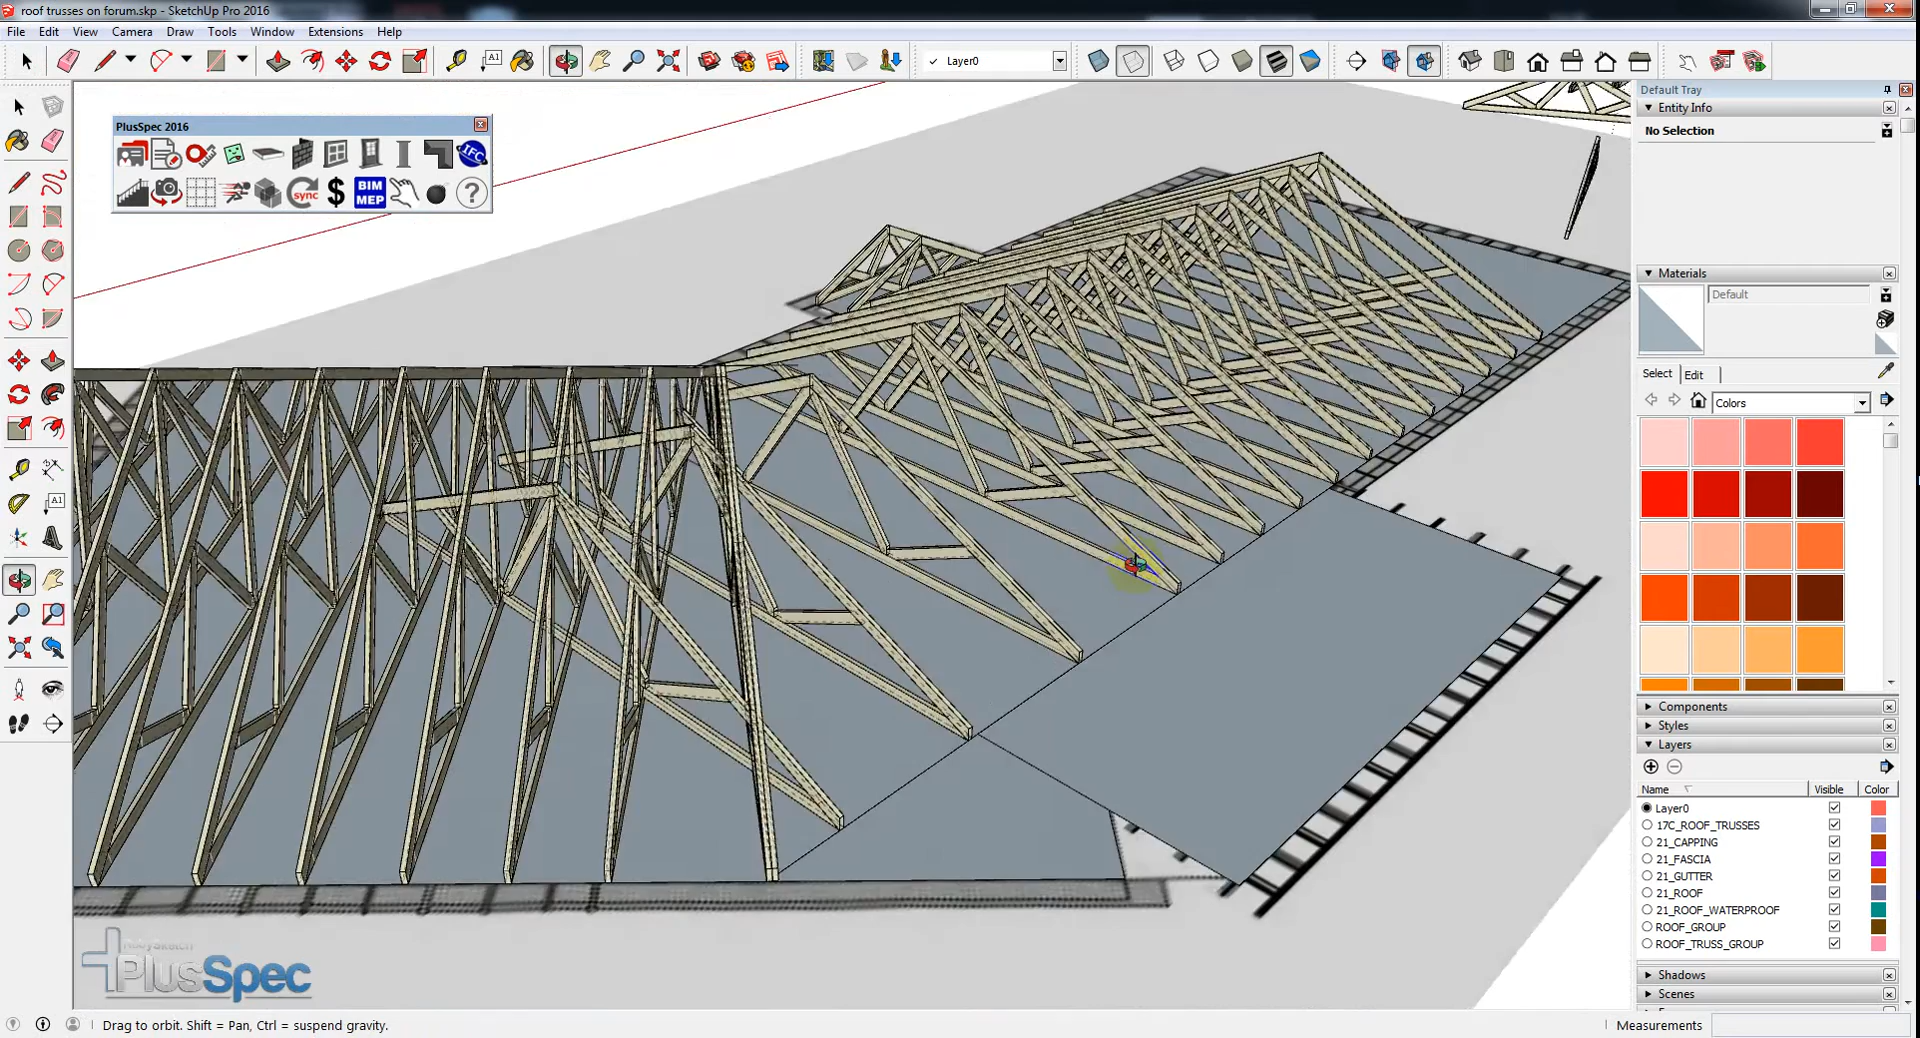 roof trusses on forum.skp - SketchUp Pro 2016
File Edit View Camera Draw Tools Window Extensions Help
A1
Layer0
Default Tray
Entity Info
No Selection
PlusSpec 2016
IFC
sync $ BIM MEP ?
A1
Materials
Default
Select Edit
Colors
Components
Styles
Layers
Name Visible Color
Layer0
17C_ROOF_TRUSSES
21_CAPPING
21_FASCIA
21_GUTTER
21_ROOF
21_ROOF_WATERPROOF
ROOF_GROUP
ROOF_TRUSS_GROUP
Shadows
Scenes
RubySketch
PlusSpec
Drag to orbit. Shift = Pan, Ctrl = suspend gravity.
Measurements